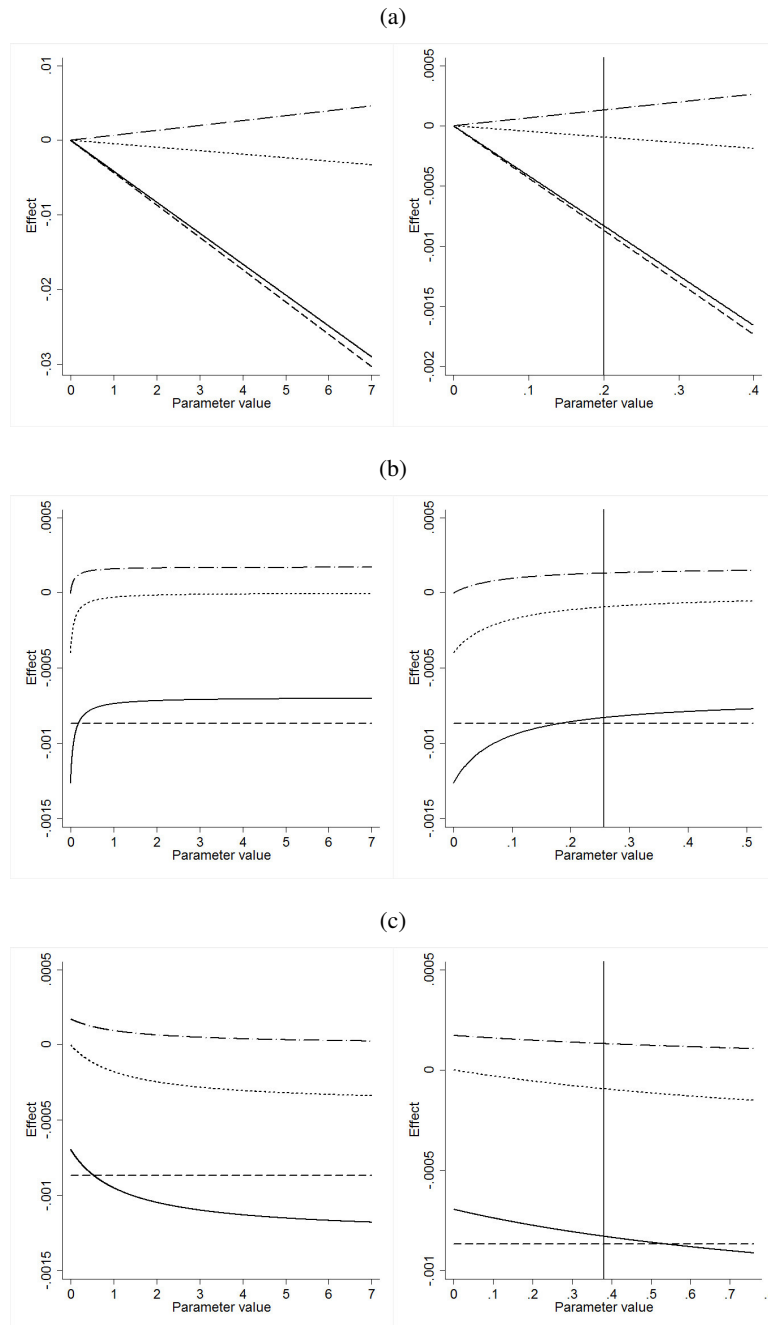 (a)
.01
0
-.01
-.02
-.03
Effect
0 1 2 3 4 5 6 7
Parameter value
.0005
0
-.0005
-.001
-.0015
-.002
Effect
0 .1 .2 .3 .4
Parameter value
(b)
.0005
0
-.0005
-.001
-.0015
Effect
0 1 2 3 4 5 6 7
Parameter value
.0005
0
-.0005
-.001
-.0015
Effect
0 .1 .2 .3 .4 .5
Parameter value
(c)
.0005
0
-.0005
-.001
-.0015
Effect
0 1 2 3 4 5 6 7
Parameter value
.0005
0
-.0005
-.001
Effect
0 .1 .2 .3 .4 .5 .6 .7 .
Parameter value